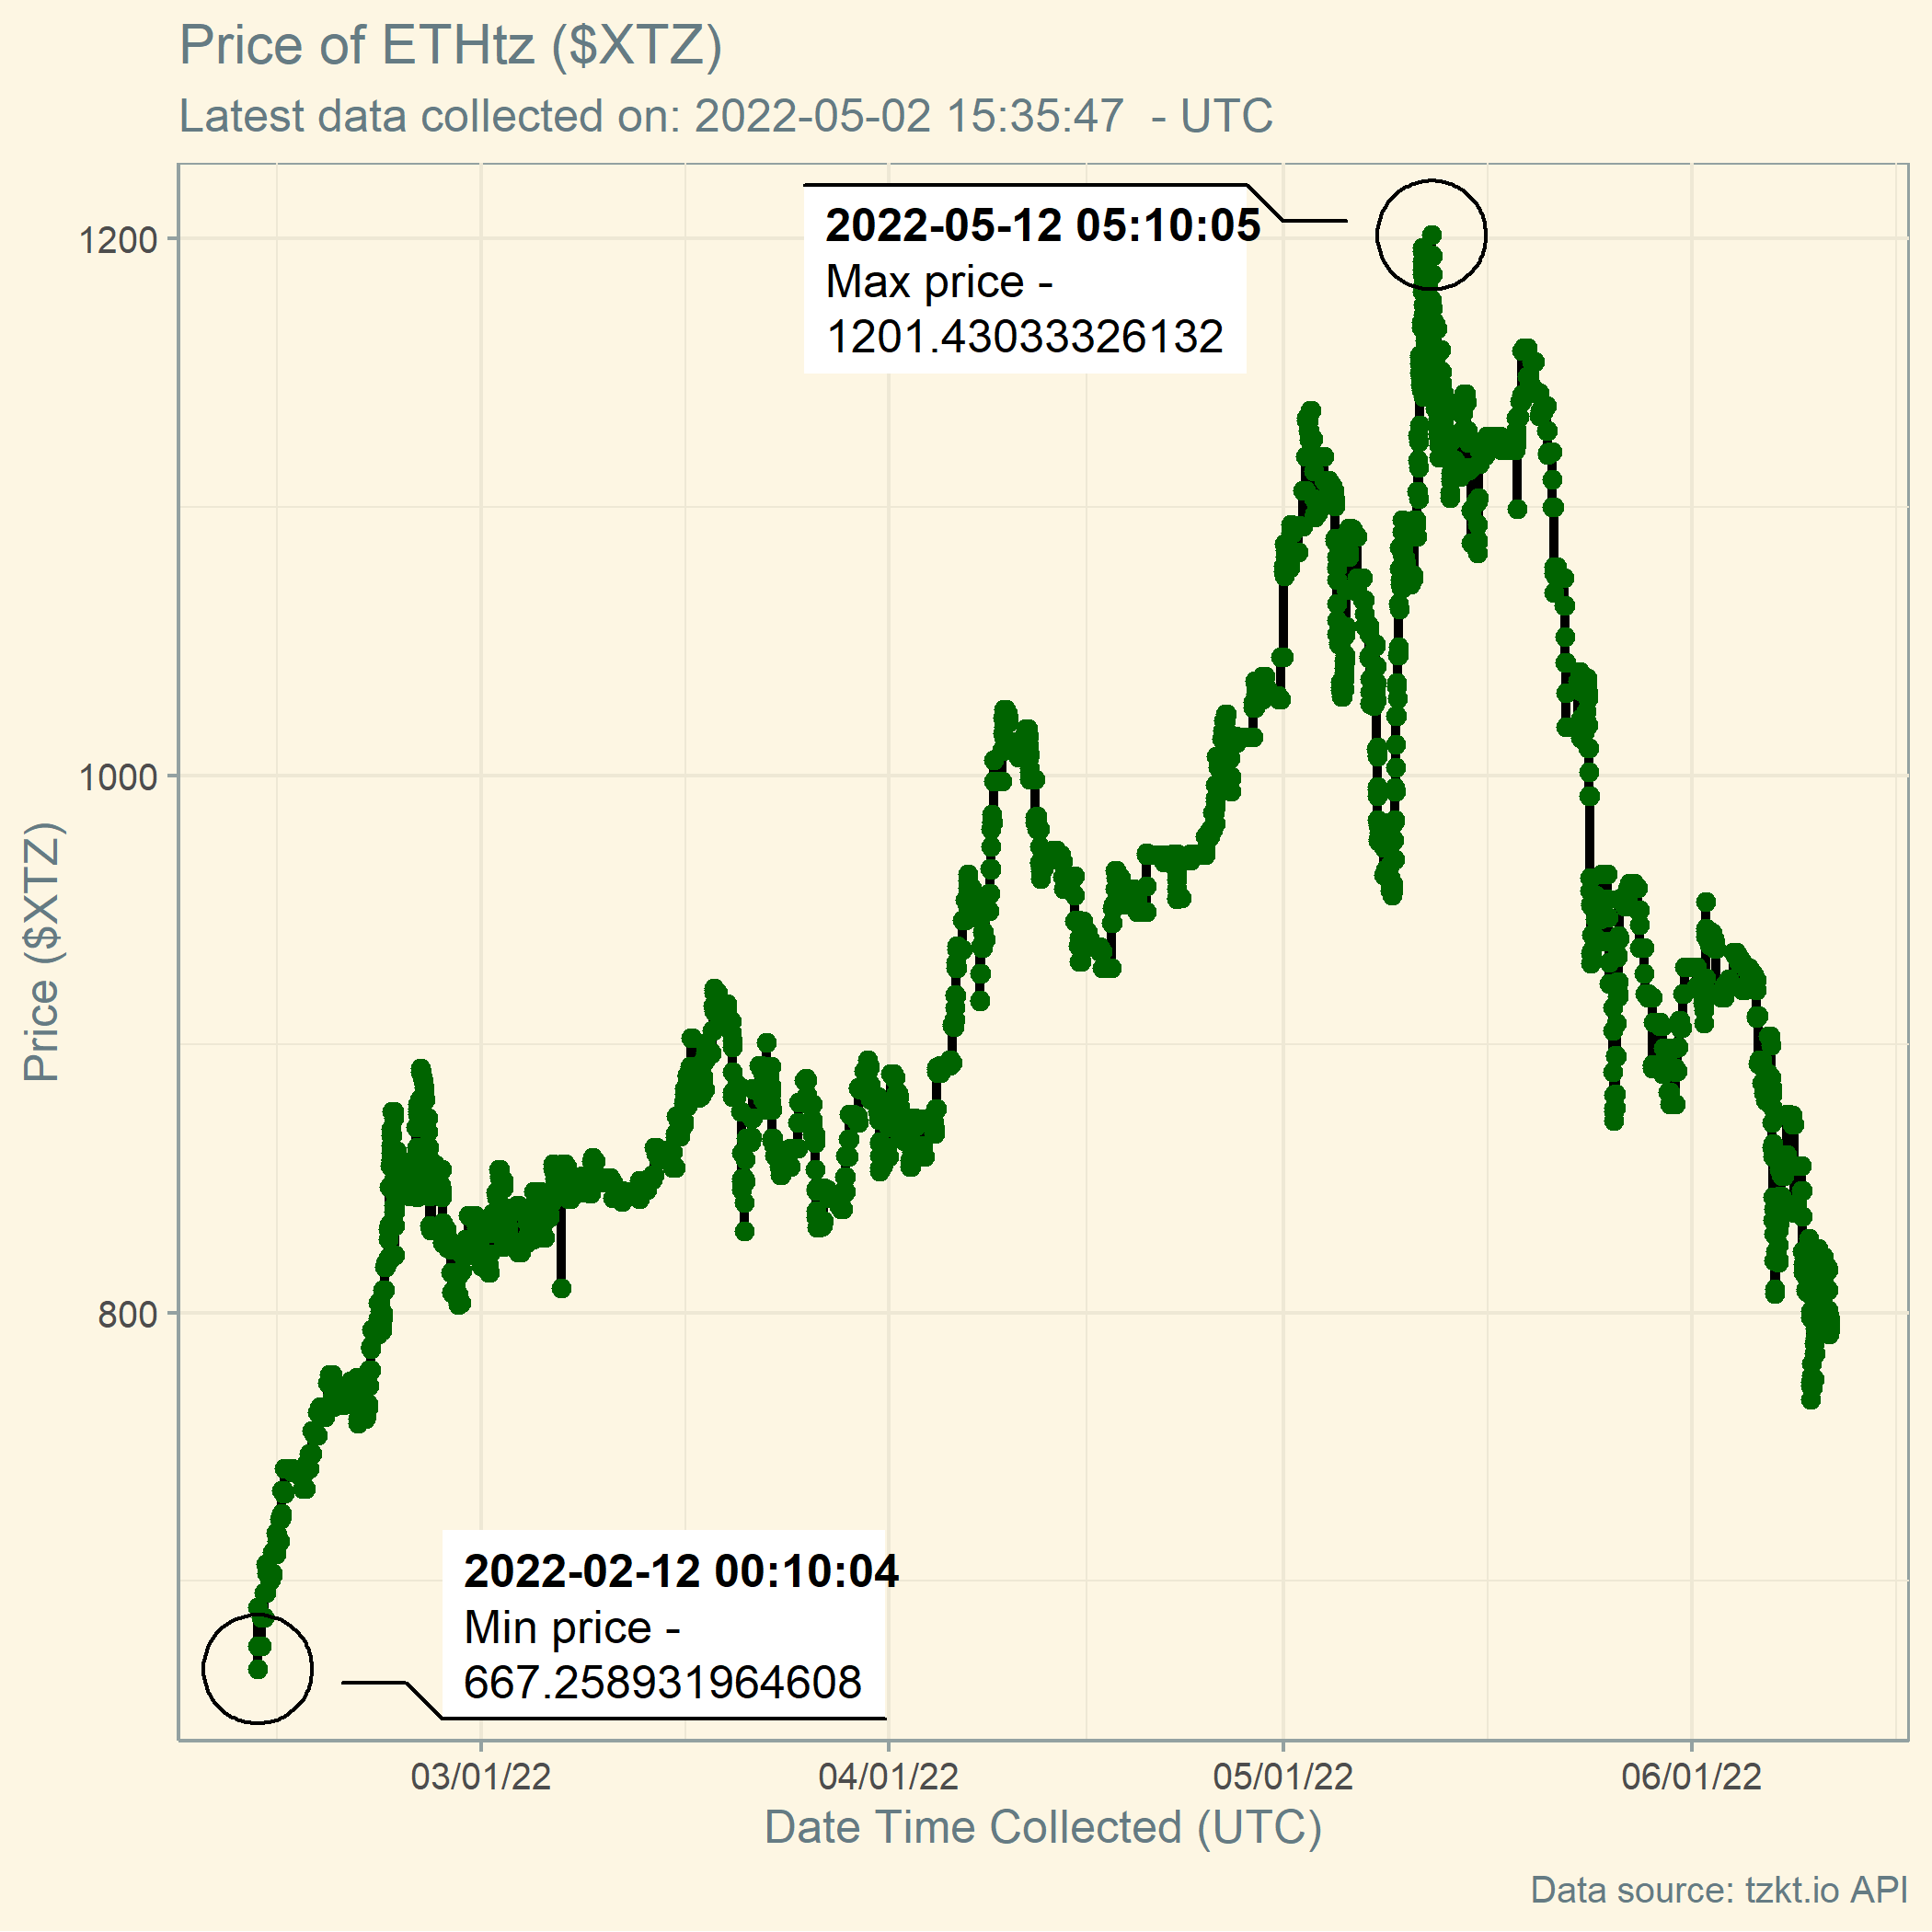 Price of ETHtz ($XTZ)
Latest data collected on: 2022-05-02 15:35:47  - UTC
2022-05-12 05:10:05
Max price -
1201.43033326132
1200
1000
800
Price ($XTZ)
2022-02-12 00:10:04
Min price -
667.258931964608
03/01/22
04/01/22
05/01/22
06/01/22
Date Time Collected (UTC)
Data source: tzkt.io API